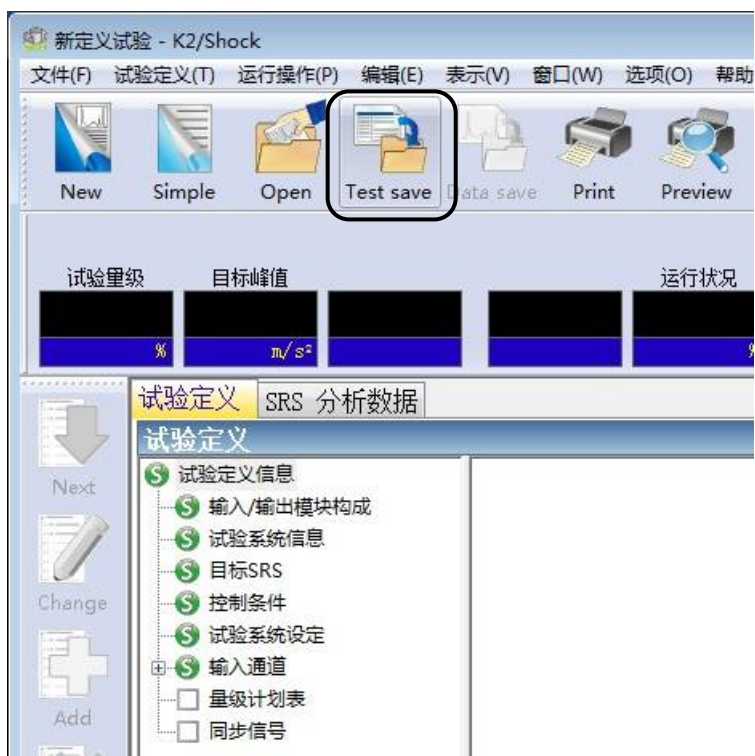 新定义试验 - K2/Shock
文件(F) 试验定义(T) 运行操作(P) 编辑(E) 表示(V) 窗口(W) 选项(O) 帮助
New Simple Open Test save Data save Print Preview
试验量级 目标峰值 运行状况
% m/s² %
试验定义 SRS 分析数据
试验定义
Next
Change
Add
试验定义信息
输入/输出模块构成
试验系统信息
目标SRS
控制条件
试验系统设定
输入通道
量级计划表
同步信号